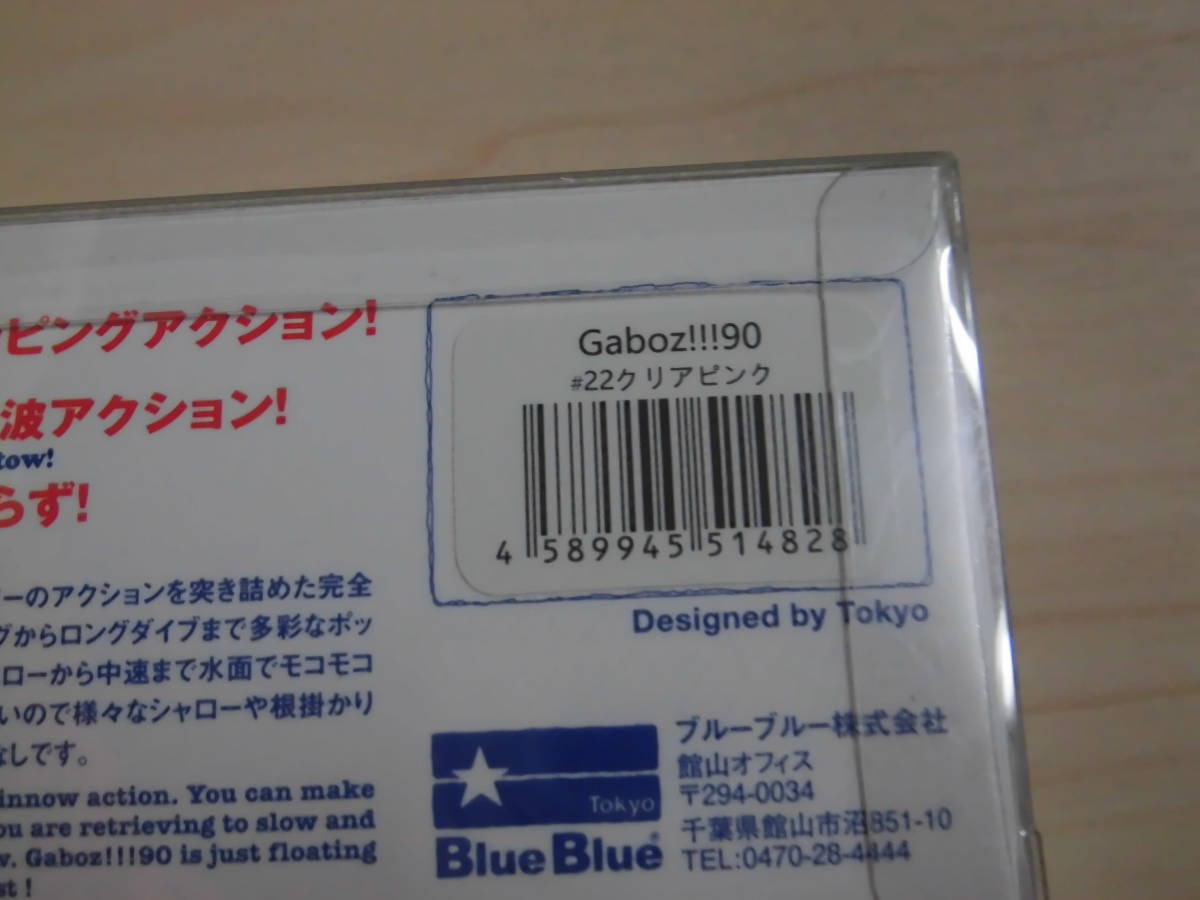 ッピングアクション!
波アクション!
tow!
らず!
ーのアクションを突き詰めた完全
グからロングダイブまで多彩なポッ
ローから中速まで水面でモコモコ
いので様々なシャローや根掛かり
なしです。
innow action. You can make
ou are retrieving to slow and
w. Gaboz!!!90 is just floating
st !
Gaboz!!!90
#22クリアピンク
4 589945 514828
Designed by Tokyo
Tokyo
BlueBlue®
ブルーブルー株式会社
館山オフィス
〒294-0034
千葉県館山市沼851-10
TEL:0470-28-4444